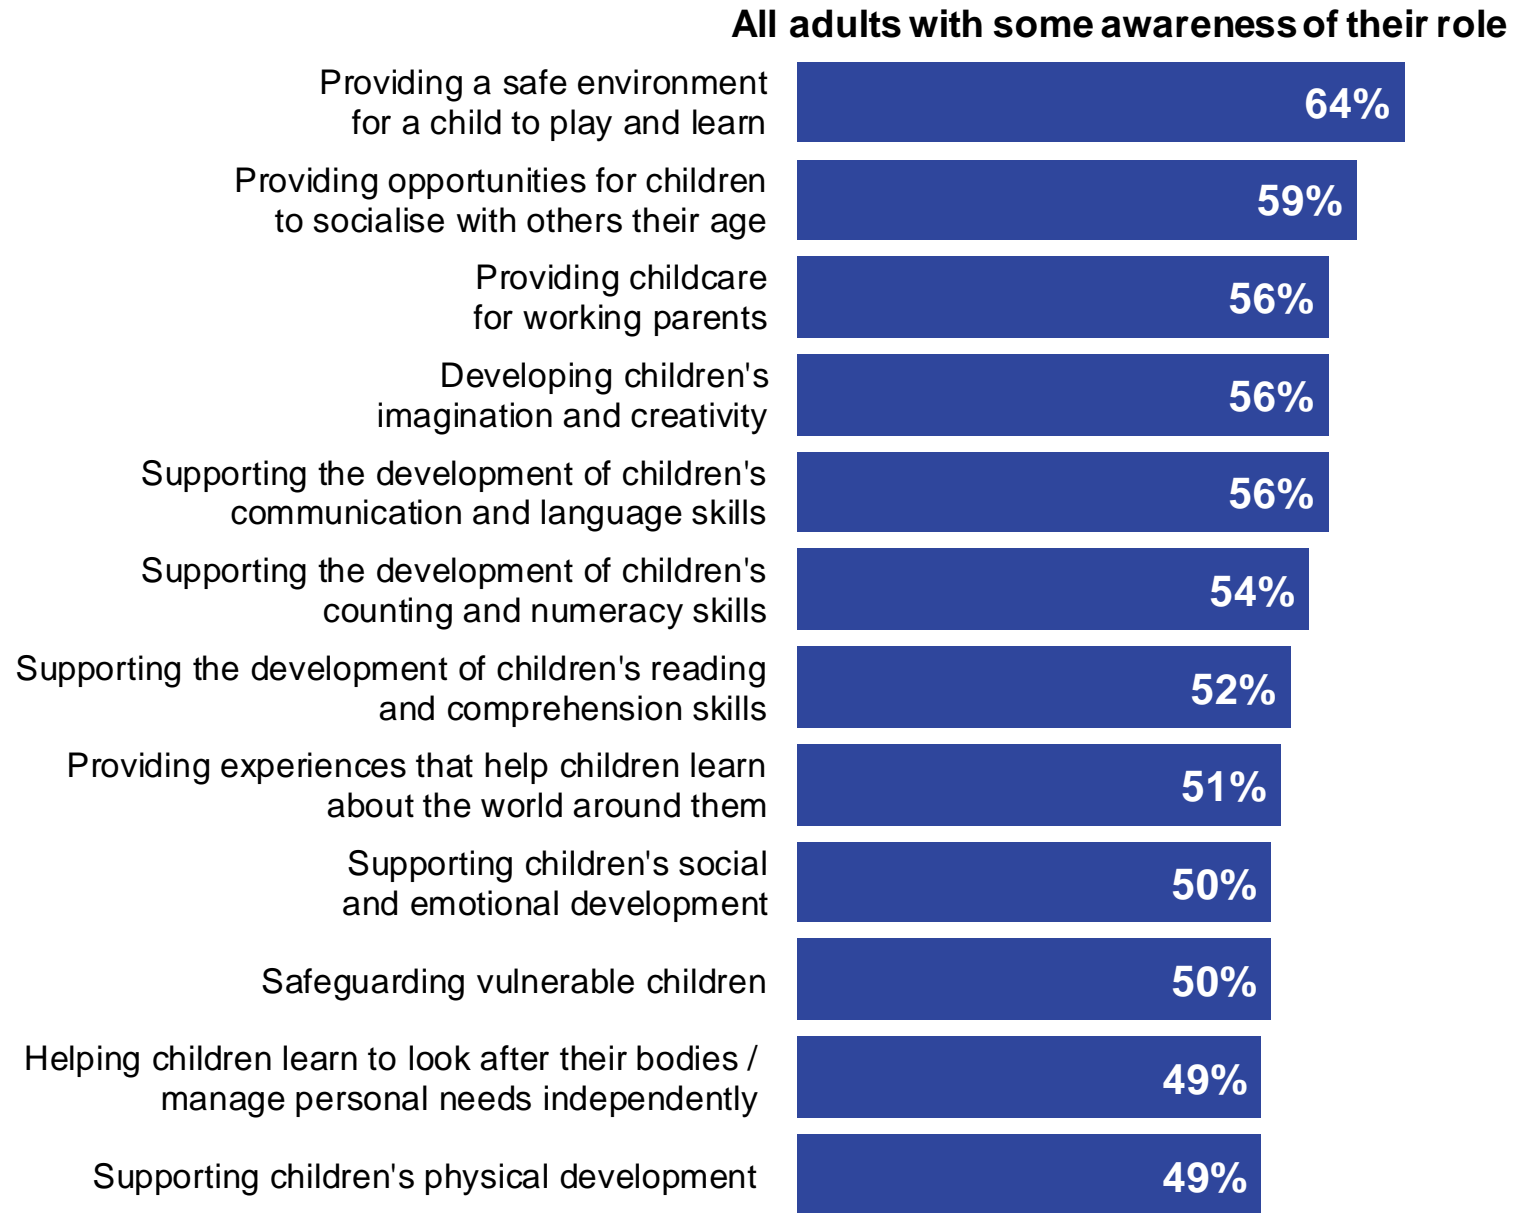 All adults with some awareness of their role
Providing a safe environment
for a child to play and learn
64%
Providing opportunities for children
to socialise with others their age
59%
Providing childcare
for working parents
56%
Developing children's
imagination and creativity
56%
Supporting the development of children's
communication and language skills
56%
Supporting the development of children's
counting and numeracy skills
54%
Supporting the development of children's reading
and comprehension skills
52%
Providing experiences that help children learn
about the world around them
51%
Supporting children's social
and emotional development
50%
Safeguarding vulnerable children
50%
Helping children learn to look after their bodies /
manage personal needs independently
49%
Supporting children's physical development
49%